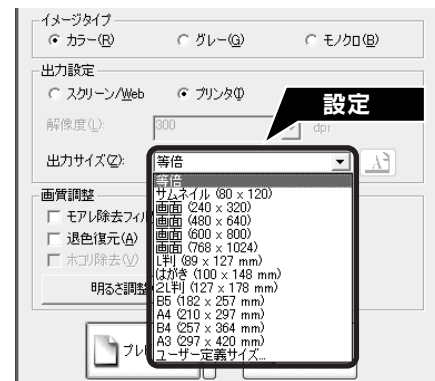 イメージタイプ
カラー(R) グレー(G) モノクロ(B)
出力設定
スクリーン/Web プリンタ(I)
設定
解像度(L): 300 dpi
出力サイズ(Z): 等倍
等倍
サムネイル (80 x 120)
画面 (240 x 320)
画面 (480 x 640)
画面 (600 x 800)
画面 (768 x 1024)
L判 (89 x 127 mm)
はがき (100 x 148 mm)
2L判 (127 x 178 mm)
B5 (182 x 257 mm)
A4 (210 x 297 mm)
B4 (257 x 364 mm)
A3 (297 x 420 mm)
ユーザー定義サイズ...
画質調整
モアレ除去フィル
退色復元(A)
ホコリ除去(V)
明るさ調整
プレ